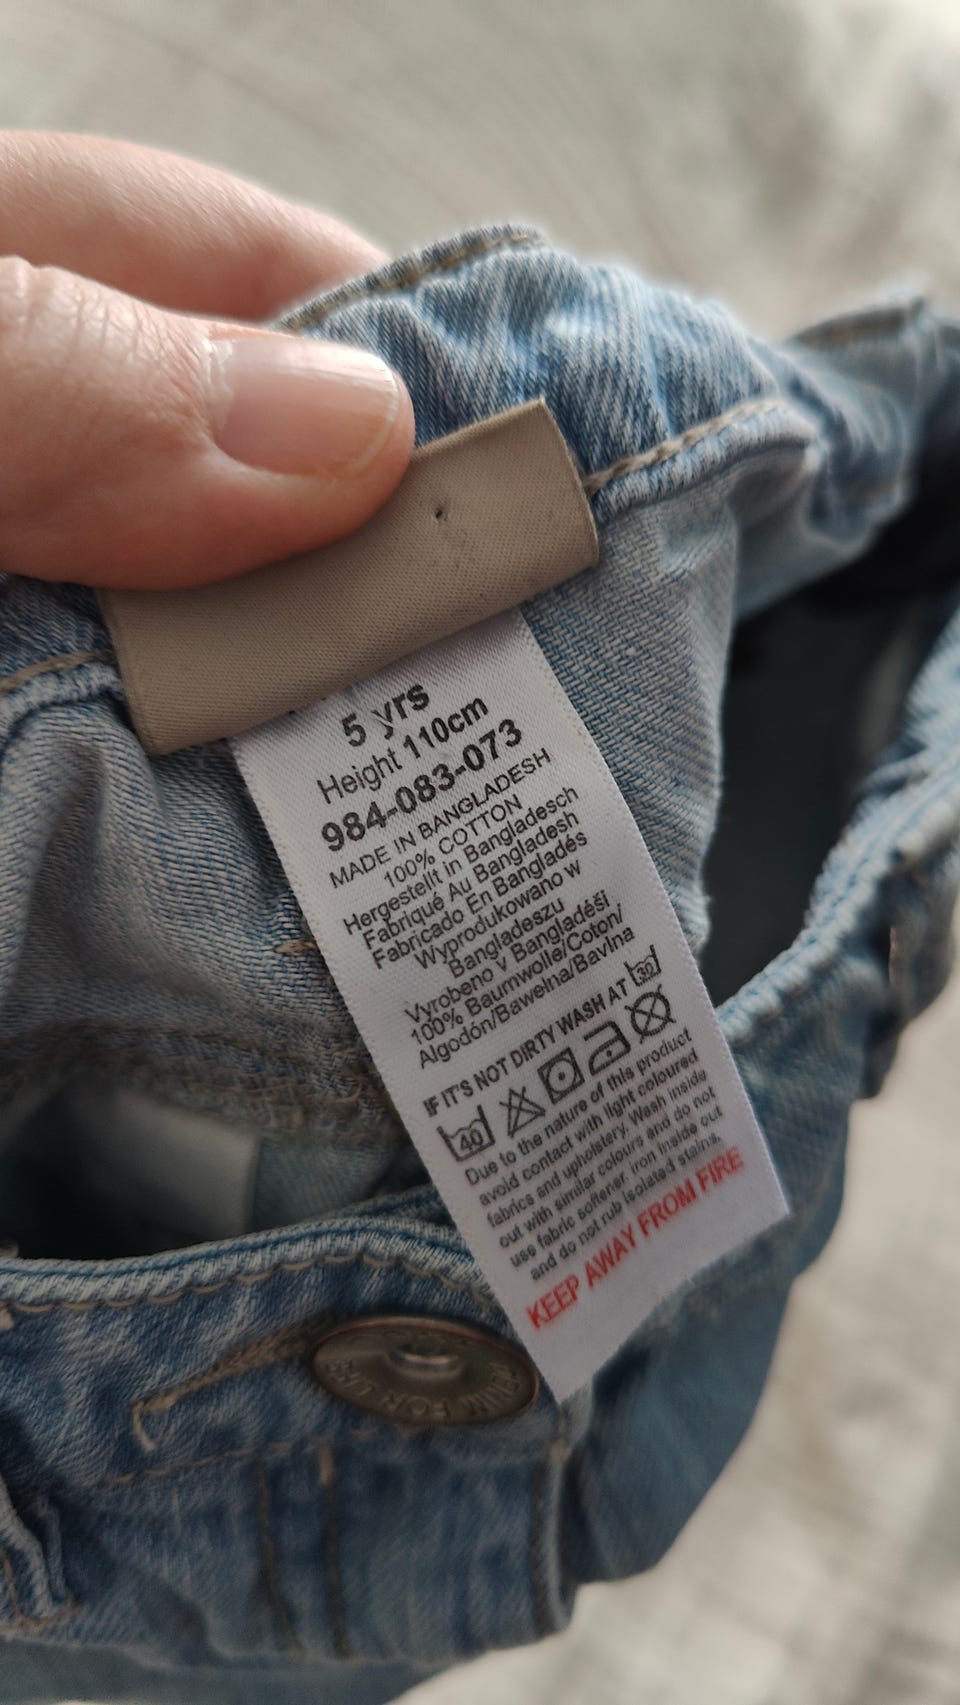 5 yrs
Height 110cm
984-083-073
MADE IN BANGLADESH
100% COTTON
Hergestellt in Bangladesch
Fabriqué Au Bangladesh
Fabricado En Bangladés
Wyprodukowano w
Bangladeszu
Vyrobeno v Bangladéši
100% Baumwolle/Coton/
Algodón/Bawełna/Bavlna
IF IT'S NOT DIRTY WASH AT 30
40
Due to the nature of this product
avoid contact with light coloured
fabrics and upholstery. Wash inside
out with similar colours and do not
use fabric softener, iron inside out
and do not rub isolated stains.
KEEP AWAY FROM FIRE
FOR